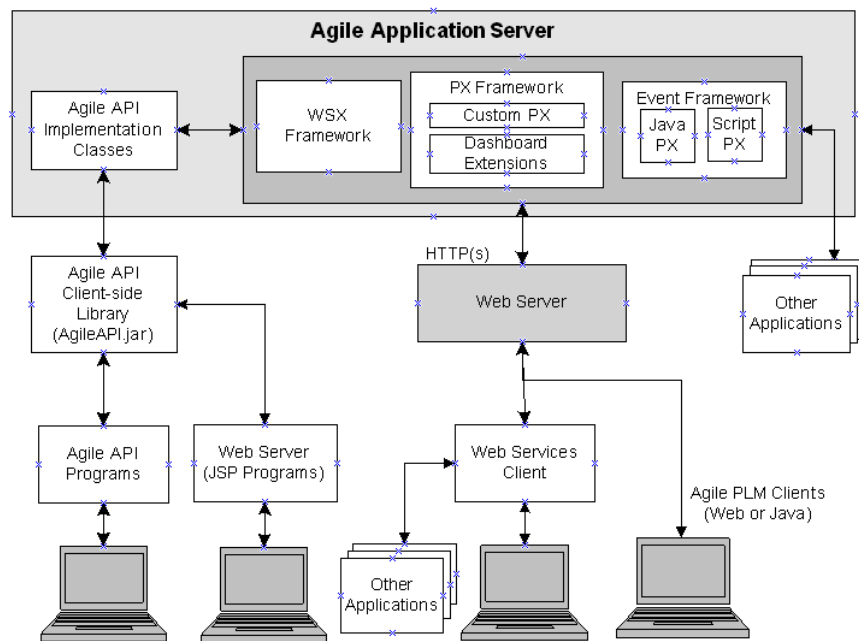 Agile Application Server
Agile API
Implementation
Classes
WSX
Framework
PX Framework
Custom PX
Dashboard
Extensions
Event Framework
Java
PX
Script
PX
HTTP(s)
Agile API
Client-side
Library
(AgileAPI.jar)
Web Server
Other
Applications
Agile API
Programs
Web Server
(JSP Programs)
Web Services
Client
Agile PLM Clients
(Web or Java)
Other
Applications